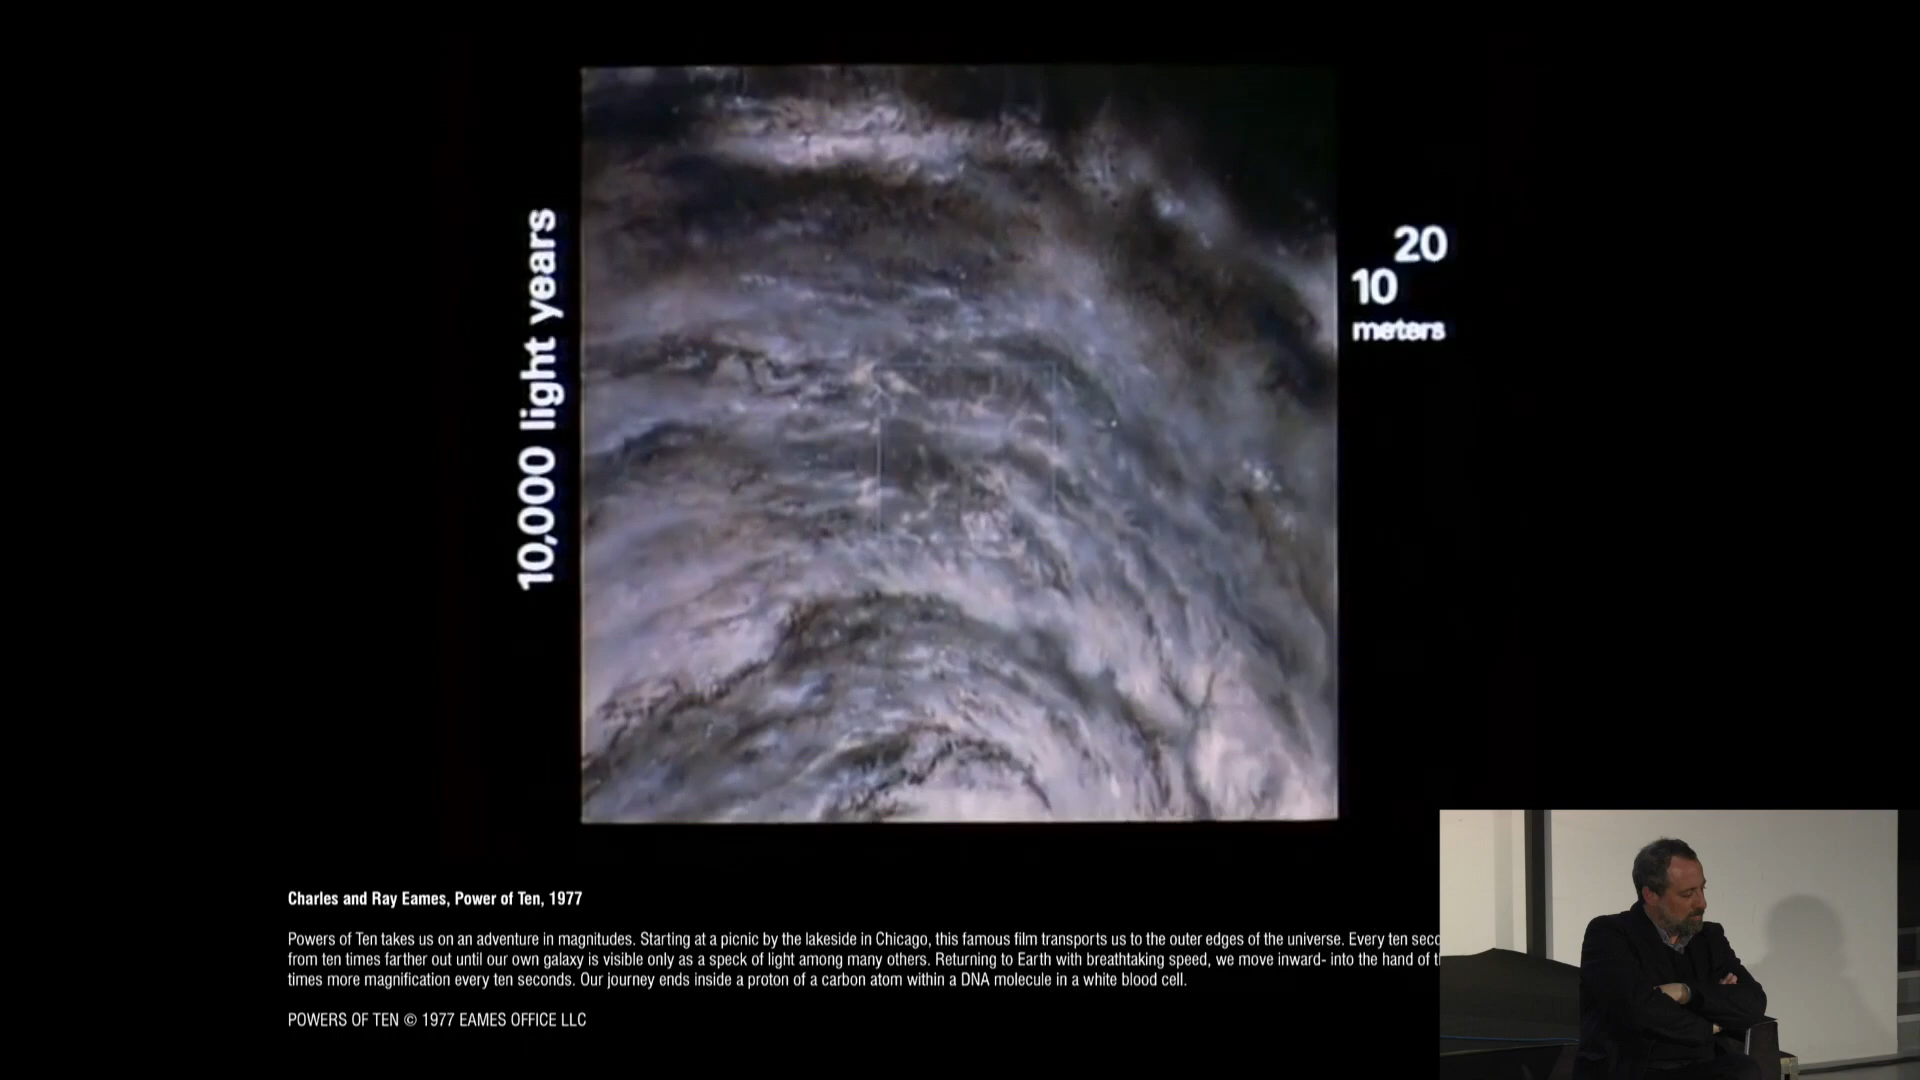 10,000 light years
20
10
meters
Charles and Ray Eames, Power of Ten, 1977
Powers of Ten takes us on an adventure in magnitudes. Starting at a picnic by the lakeside in Chicago, this famous film transports us to the outer edges of the universe. Every ten
from ten times farther out until our own galaxy is visible only as a speck of light among many others. Returning to Earth with breathtaking speed, we move inward- into the hand of
times more magnification every ten seconds. Our journey ends inside a proton of a carbon atom within a DNA molecule in a white blood cell.
POWERS OF TEN © 1977 EAMES OFFICE LLC